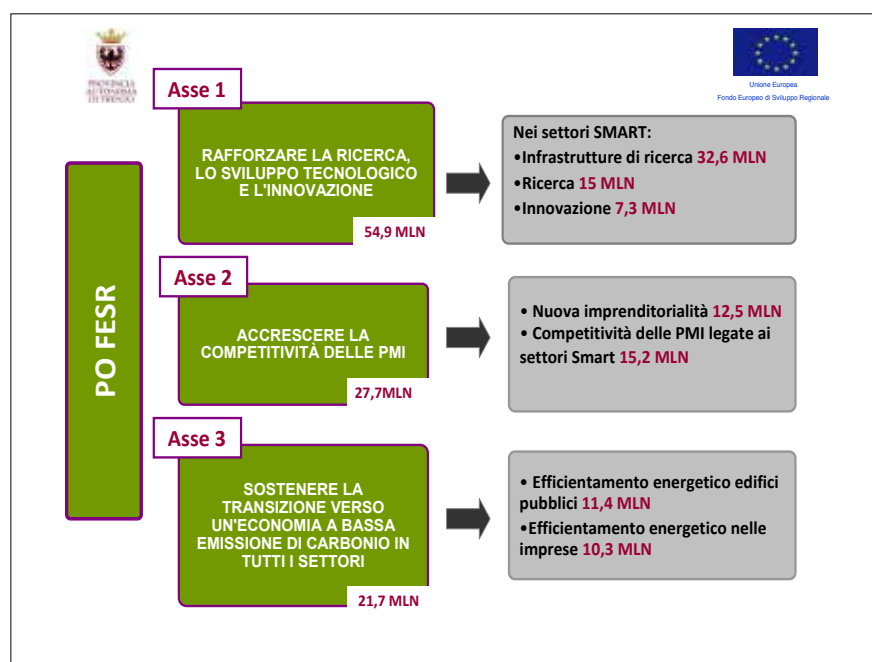 PROVINCIA
AUTONOMA
DI TRENTO
Unione Europea
Fondo Europeo di Sviluppo Regionale
PO FESR
Asse 1
RAFFORZARE LA RICERCA,
LO SVILUPPO TECNOLOGICO
E L'INNOVAZIONE
54,9 MLN
Nei settori SMART:
•Infrastrutture di ricerca 32,6 MLN
•Ricerca 15 MLN
•Innovazione 7,3 MLN
Asse 2
ACCRESCERE LA
COMPETITIVITÀ DELLE PMI
27,7MLN
• Nuova imprenditorialità 12,5 MLN
• Competitività delle PMI legate ai
settori Smart 15,2 MLN
Asse 3
SOSTENERE LA
TRANSIZIONE VERSO
UN'ECONOMIA A BASSA
EMISSIONE DI CARBONIO IN
TUTTI I SETTORI
21,7 MLN
• Efficientamento energetico edifici
pubblici 11,4 MLN
•Efficientamento energetico nelle
imprese 10,3 MLN